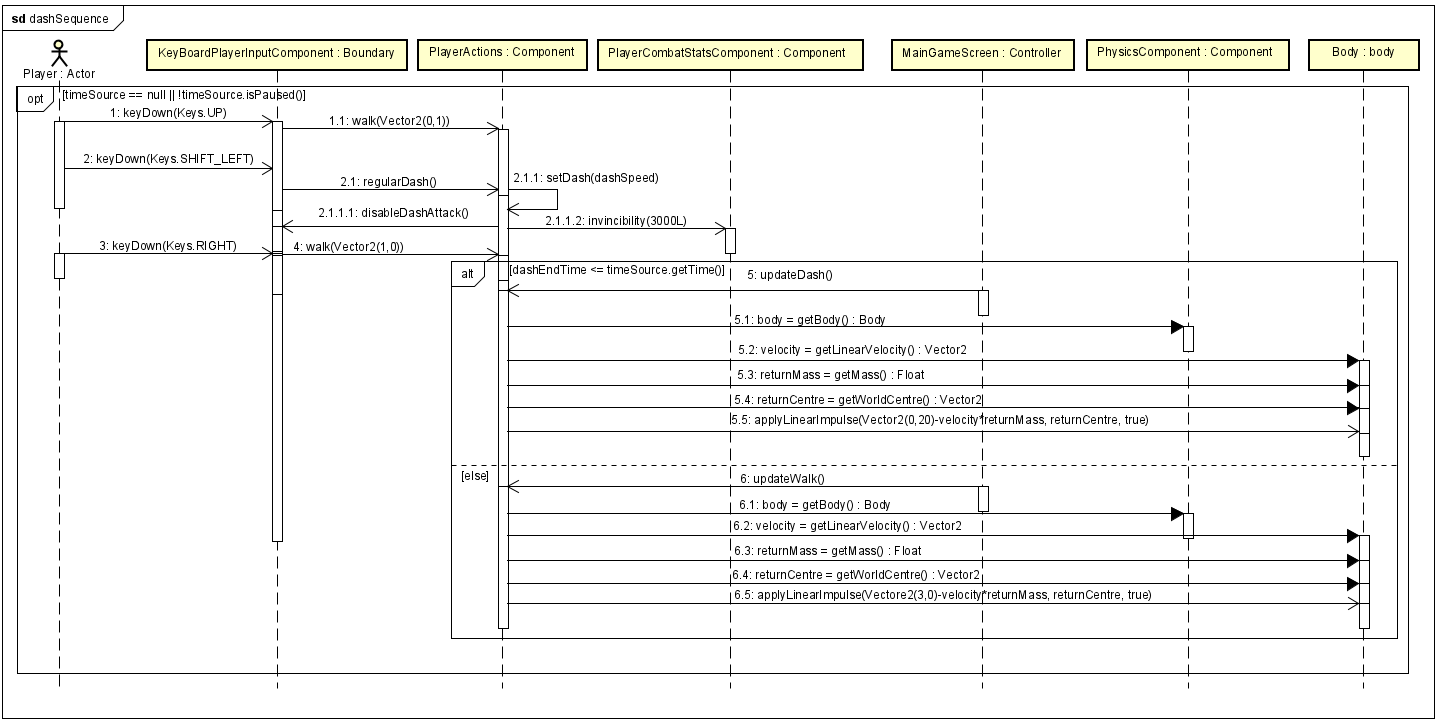 sd dashSequence
Player : Actor
KeyBoardPlayerInputComponent : Boundary
PlayerActions : Component
PlayerCombatStatsComponent : Component
MainGameScreen : Controller
PhysicsComponent : Component
Body : body
opt
[timeSource == null || !timeSource.isPaused()]
1: keyDown(Keys.UP)
1.1: walk(Vector2(0,1))
2: keyDown(Keys.SHIFT_LEFT)
2.1: regularDash()
2.1.1: setDash(dashSpeed)
2.1.1.1: disableDashAttack()
2.1.1.2: invincibility(3000L)
3: keyDown(Keys.RIGHT)
4: walk(Vector2(1,0))
alt
[dashEndTime <= timeSource.getTime()]
5: updateDash()
5.1: body = getBody() : Body
5.2: velocity = getLinearVelocity() : Vector2
5.3: returnMass = getMass() : Float
5.4: returnCentre = getWorldCentre() : Vector2
5.5: applyLinearImpulse(Vector2(0,20)-velocity*returnMass, returnCentre, true)
[else]
6: updateWalk()
6.1: body = getBody() : Body
6.2: velocity = getLinearVelocity() : Vector2
6.3: returnMass = getMass() : Float
6.4: returnCentre = getWorldCentre() : Vector2
6.5: applyLinearImpulse(Vectore2(3,0)-velocity*returnMass, returnCentre, true)